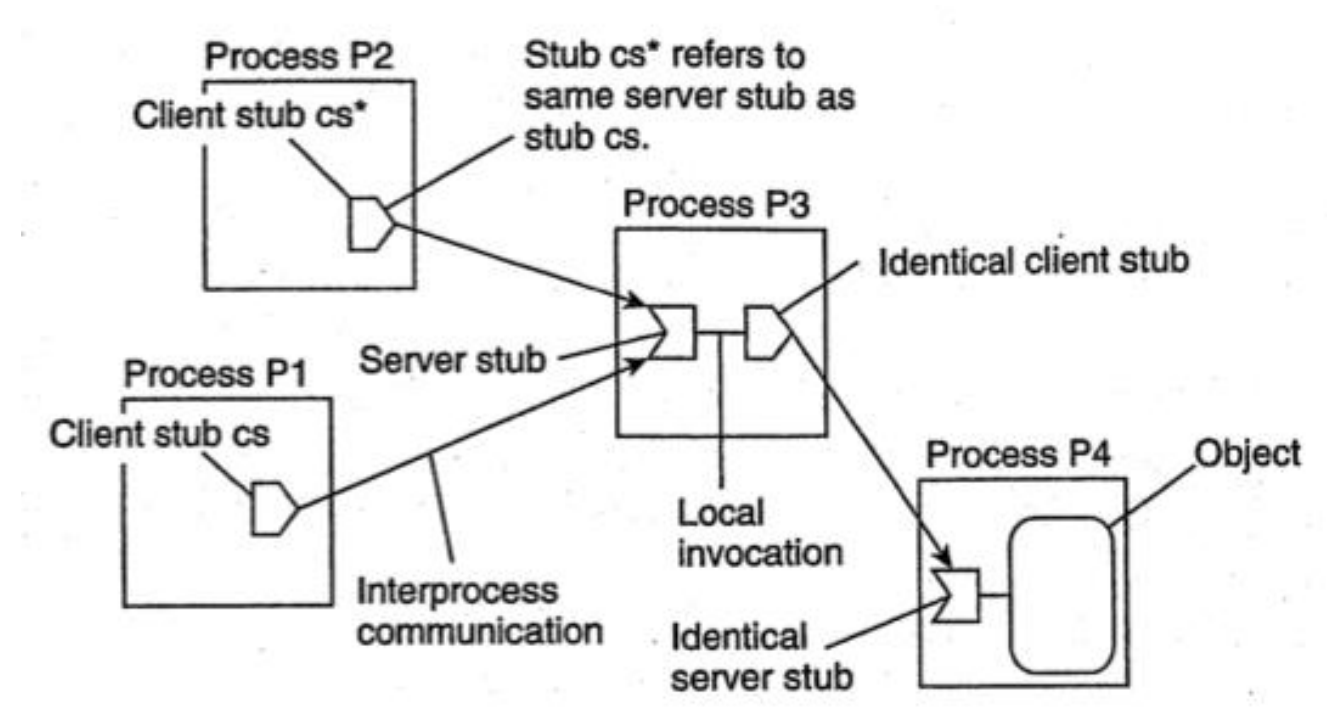 Process P2
Client stub cs*
Stub cs* refers to
same server stub as
stub cs.
Process P3
Identical client stub
Server stub
Process P1
Client stub cs
Interprocess
communication
Local
invocation
Process P4
Object
Identical
server stub